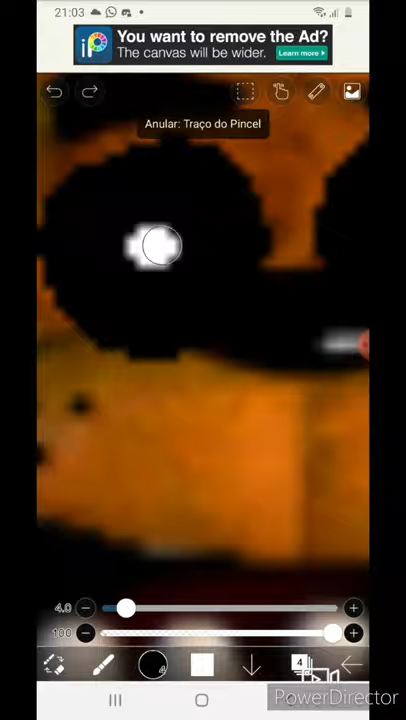 21:03
You want to remove the Ad?
The canvas will be wider.
Learn more
iP
Anular: Traço do Pincel
4.0
100
4
PowerDirector